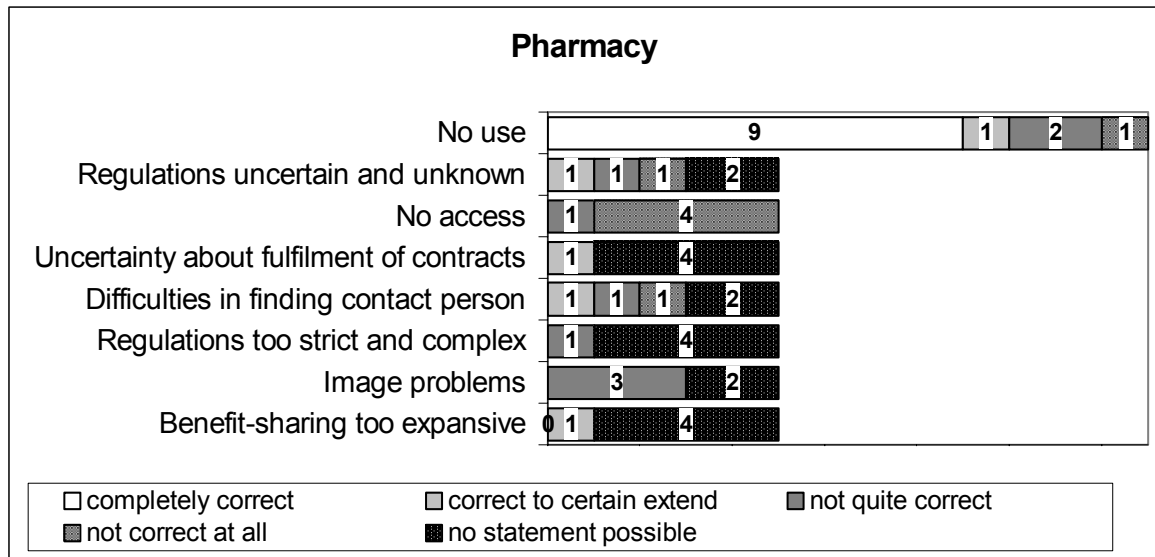 Pharmacy
No use 9 1 2 1
Regulations uncertain and unknown 1 1 1 2
No access 1 4
Uncertainty about fulfilment of contracts 1 4
Difficulties in finding contact person 1 1 1 2
Regulations too strict and complex 1 4
Image problems 3 2
Benefit-sharing too expansive 0 1 4
completely correct correct to certain extend not quite correct
not correct at all no statement possible